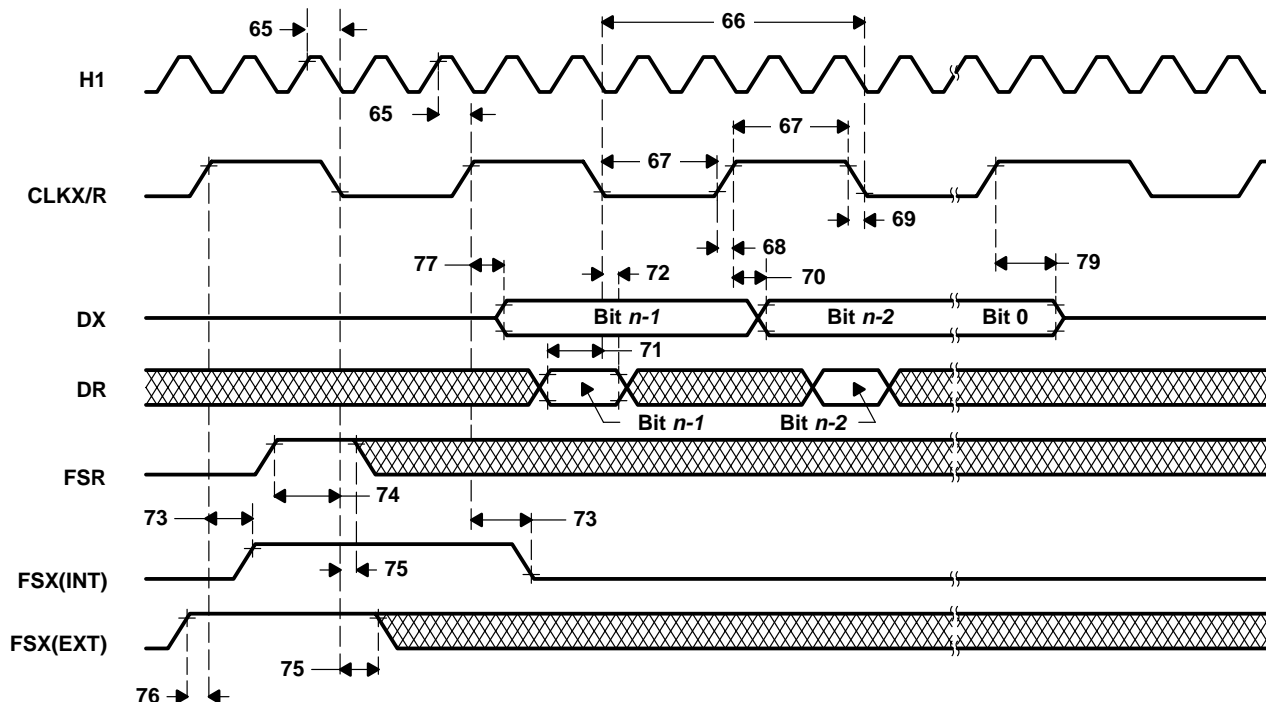 65
66
H1
65
67
67
CLKX/R
69
68
77
72
70
79
DX
Bit n-1
Bit n-2
Bit 0
71
DR
Bit n-1
Bit n-2
FSR
74
73
73
FSX(INT)
75
FSX(EXT)
75
76